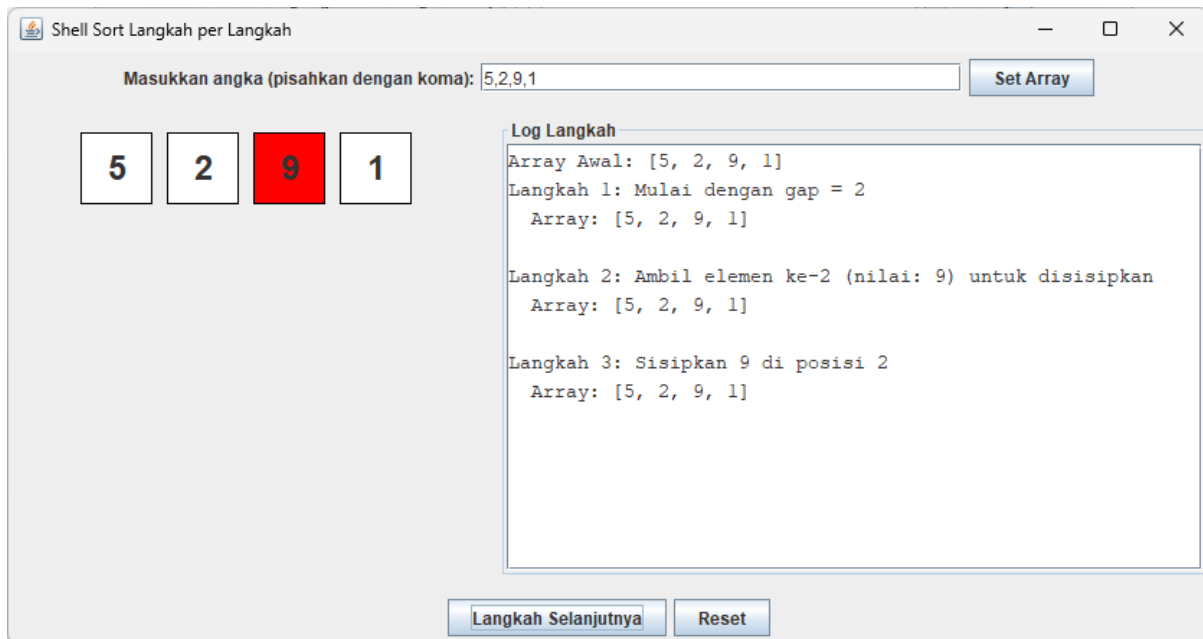 Shell Sort Langkah per Langkah
Masukkan angka (pisahkan dengan koma): 5,2,9,1 Set Array
5 2 9 1
Log Langkah
Array Awal: [5, 2, 9, 1]
Langkah 1: Mulai dengan gap = 2
Array: [5, 2, 9, 1]
Langkah 2: Ambil elemen ke-2 (nilai: 9) untuk disisipkan
Array: [5, 2, 9, 1]
Langkah 3: Sisipkan 9 di posisi 2
Array: [5, 2, 9, 1]
Langkah Selanjutnya Reset